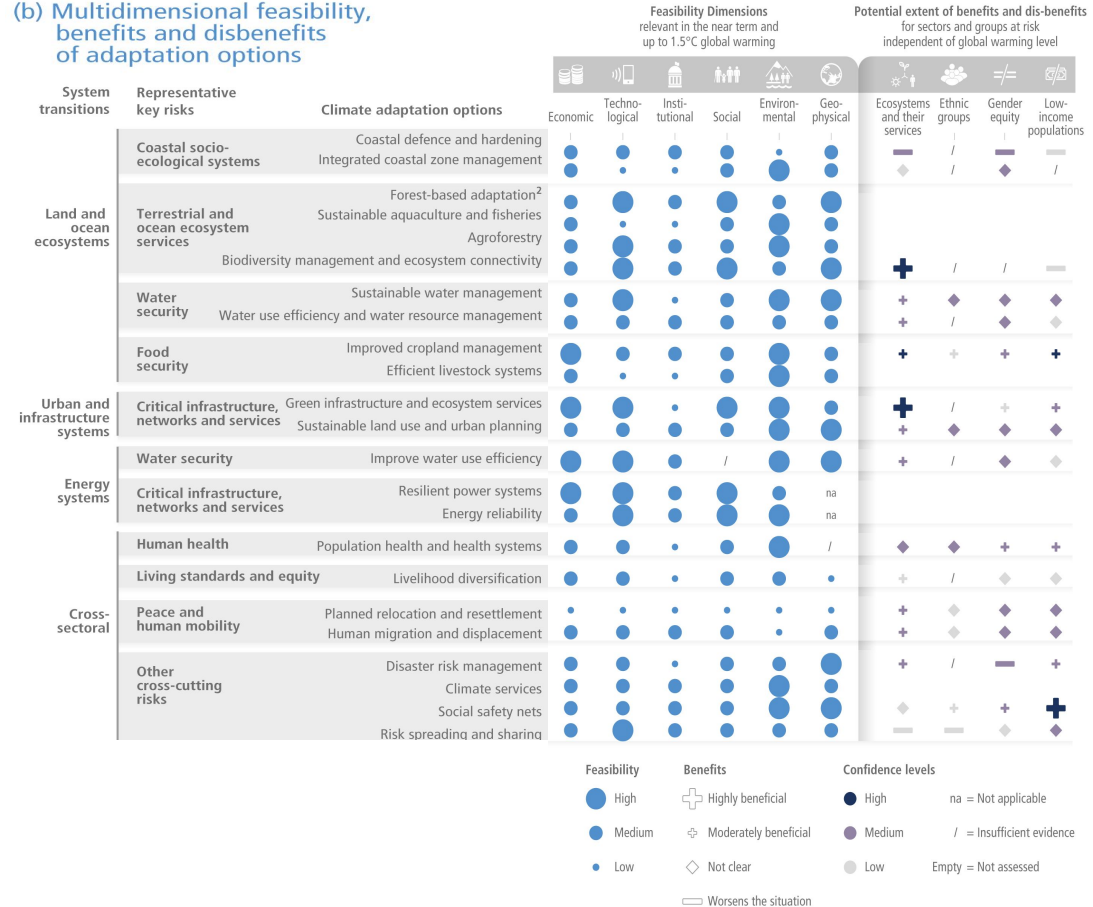 (b) Multidimensional feasibility,
benefits and disbenefits
of adaptation options
Feasibility Dimensions
relevant in the near term and
up to 1.5°C global warming
Potential extent of benefits and dis-benefits
for sectors and groups at risk
independent of global warming level
System
transitions
Representative
key risks
Climate adaptation options
Economic
Techno-
logical
Insti-
tutional
Social
Environ-
mental
Geo-
physical
Ecosystems
and their
services
Ethnic
groups
Gender
equity
Low-
income
populations
Land and
ocean
ecosystems
Coastal socio-
ecological systems
Coastal defence and hardening
/
Integrated coastal zone management
/ /
Terrestrial and
ocean ecosystem
services
Forest-based adaptation2
Sustainable aquaculture and fisheries
Agroforestry
Biodiversity management and ecosystem connectivity
/ /
Water
security
Sustainable water management
Water use efficiency and water resource management
/
Food
security
Improved cropland management
Efficient livestock systems
Urban and
infrastructure
systems
Critical infrastructure,
networks and services
Green infrastructure and ecosystem services
/
Sustainable land use and urban planning
Water security
Improve water use efficiency
/ /
Energy
systems
Critical infrastructure,
networks and services
Resilient power systems
na
Energy reliability
na
Cross-
sectoral
Human health
Population health and health systems
/
Living standards and equity
Livelihood diversification
/
Peace and
human mobility
Planned relocation and resettlement
Human migration and displacement
Other
cross-cutting
risks
Disaster risk management
/
Climate services
Social safety nets
Risk spreading and sharing
Feasibility
High
Medium
Low
Benefits
Highly beneficial
Moderately beneficial
Not clear
Worsens the situation
Confidence levels
High
Medium
Low
na = Not applicable
/ = Insufficient evidence
Empty = Not assessed